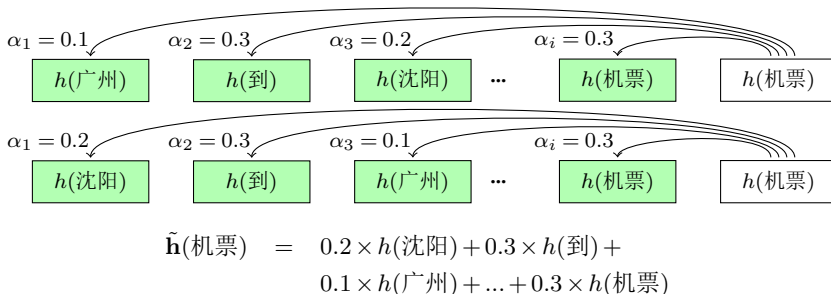 α₁ = 0.1 α₂ = 0.3 α₃ = 0.2 αᵢ = 0.3
h(广州) h(到) h(沈阳) ... h(机票) h(机票)
α₁ = 0.2 α₂ = 0.3 α₃ = 0.1 αᵢ = 0.3
h(沈阳) h(到) h(广州) ... h(机票) h(机票)
h̃(机票) = 0.2 × h(沈阳) + 0.3 × h(到) +
0.1 × h(广州) + ... + 0.3 × h(机票)